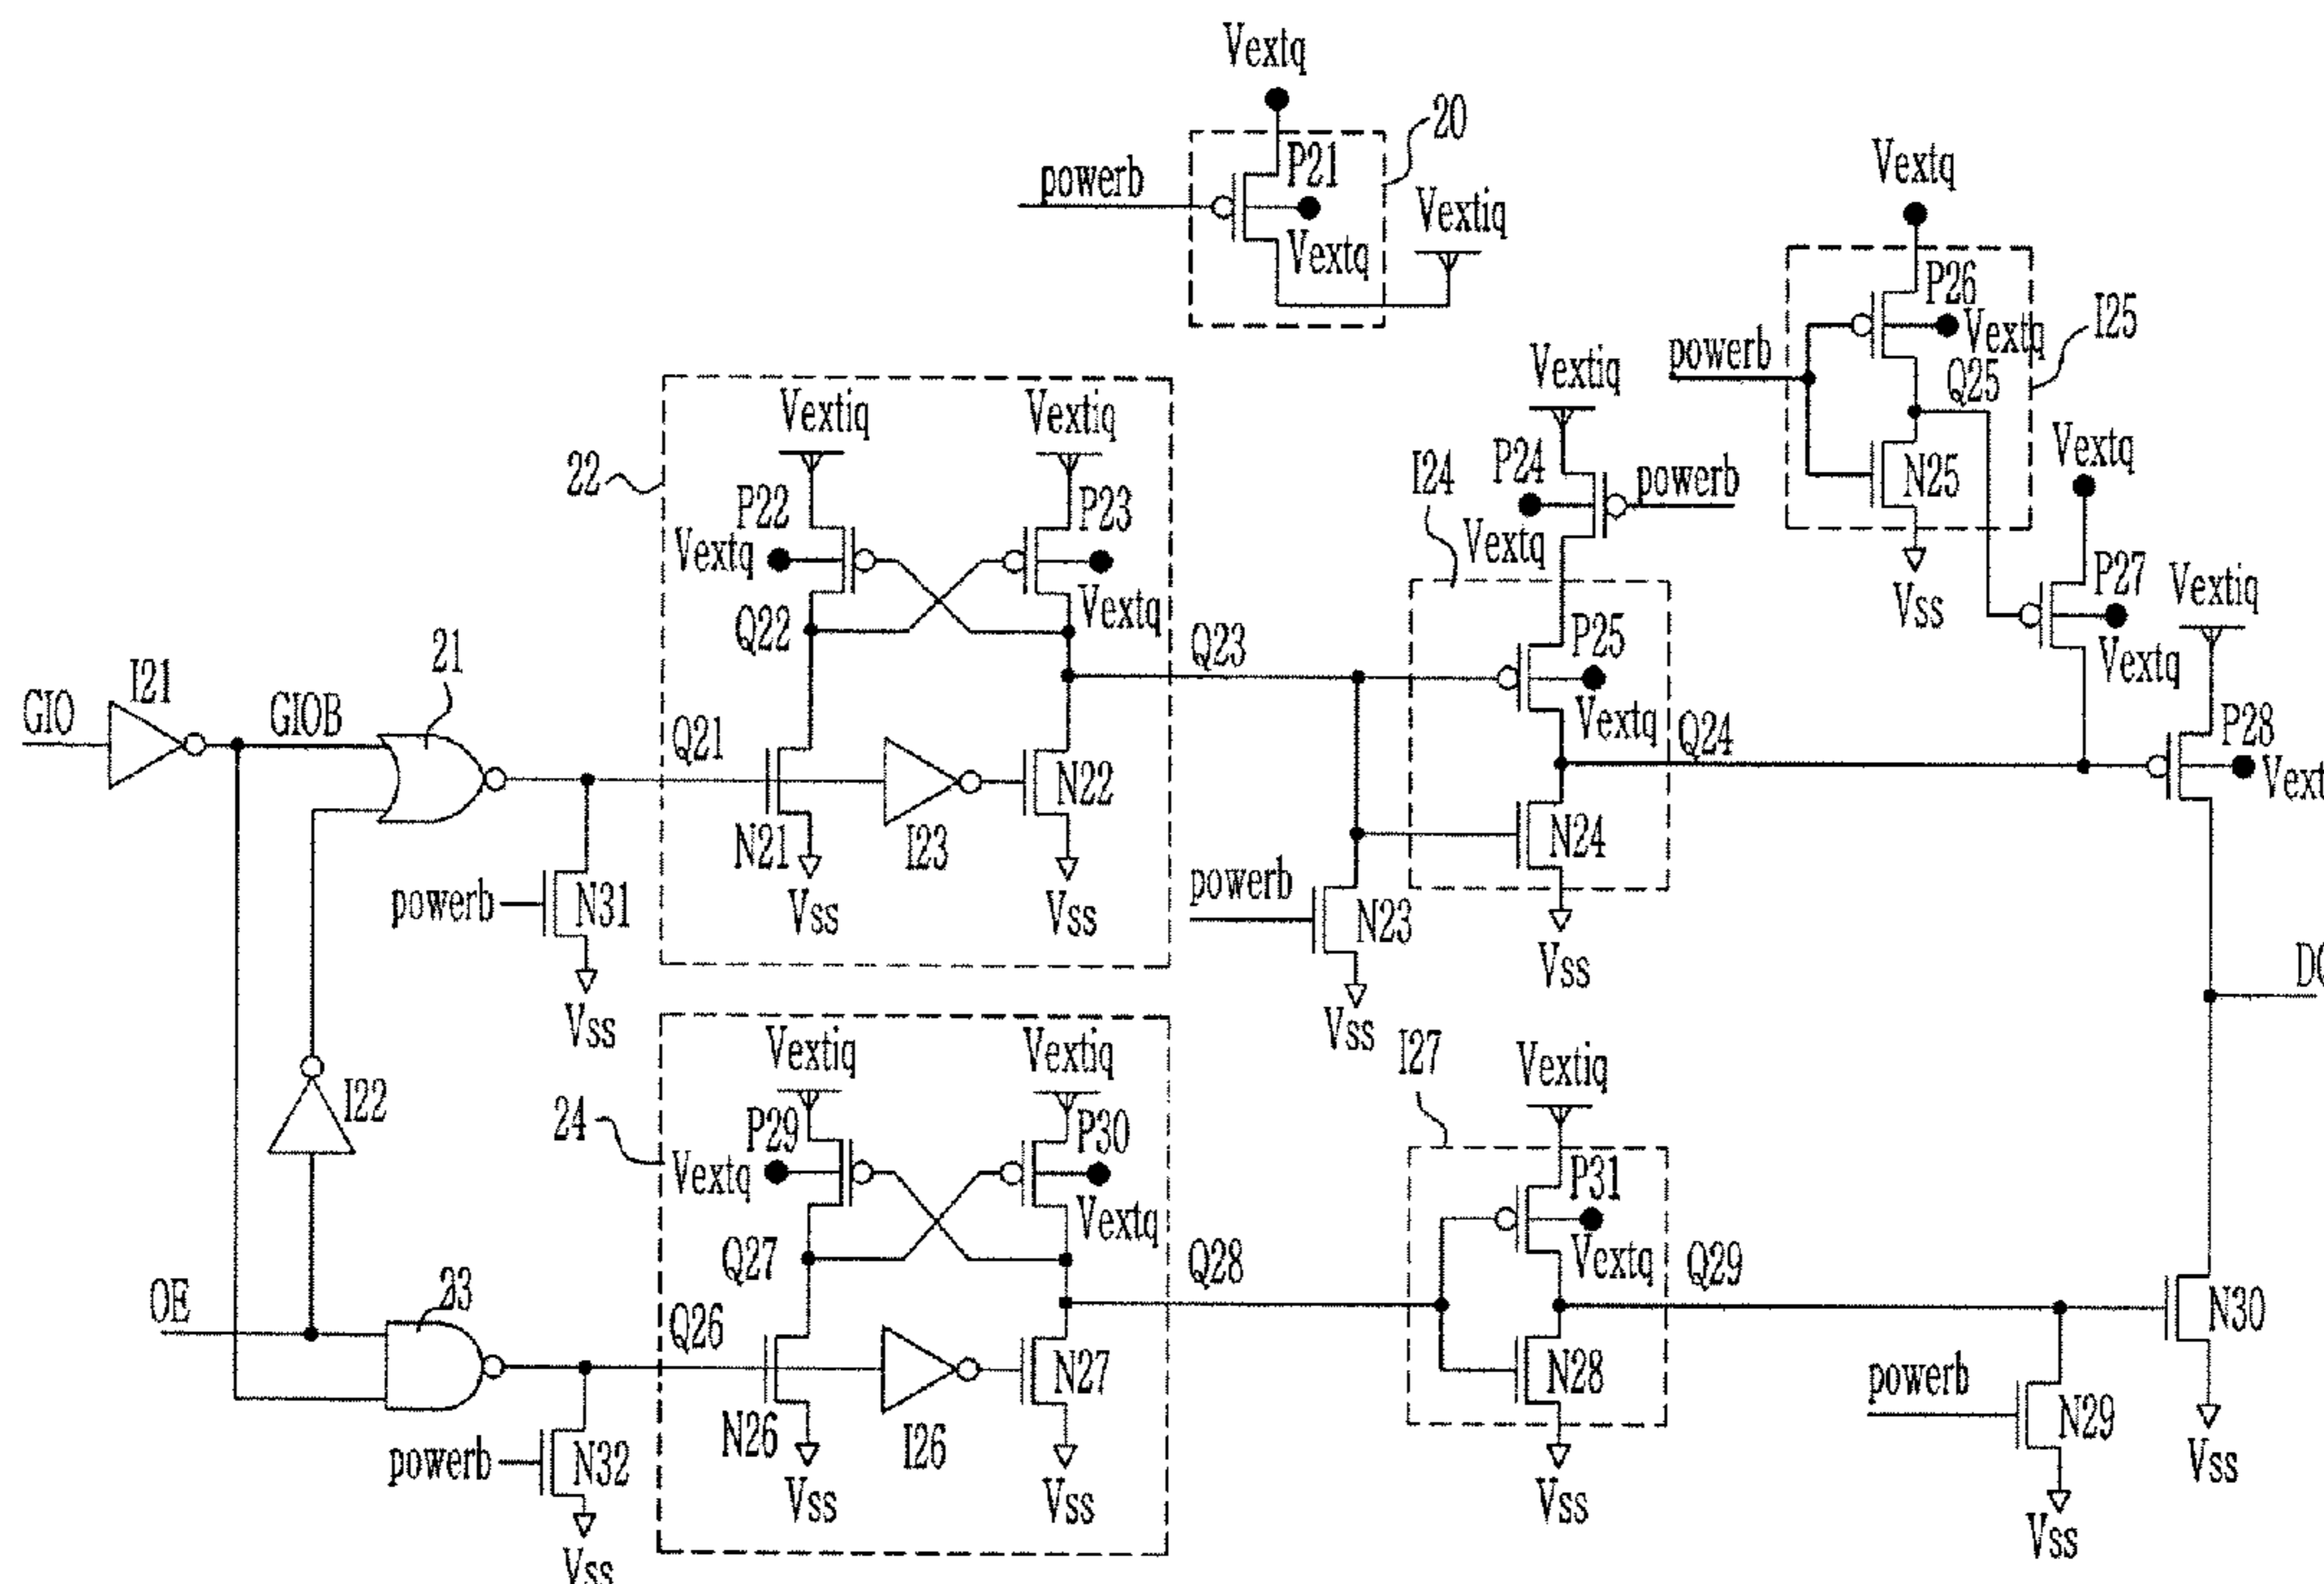 Vextq
20
powerb
P21
Vextiq
Vextq
Vextq
P26
Vextq
I25
powerb
Q25
N25
Vss
Vextiq
Vextiq
22
P22
P23
Vextq
Vextq
Q22
Vextiq
P24
powerb
I24
Vextq
Vextq
P27
Vextq
Vextiq
P28
GIO
I21
GIOB
21
Q21
N21
I23
N22
Vss
Vss
Q23
P25
Vextq
Q24
N24
Vss
powerb
N23
Vss
powerb
N31
Vss
I22
OE
23
Vextiq
Vextiq
24
P29
P30
Vextq
Vextq
Q27
Q26
N26
I26
N27
Vss
Vss
Q28
I27
Vextiq
P31
Vextq
Q29
N28
Vss
N30
Vss
powerb
N29
Vss
powerb
N32
Vss